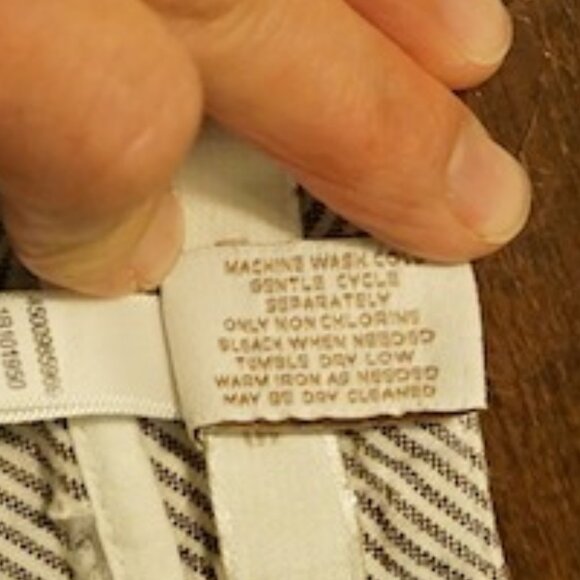 MACHINE WASH COLD
GENTLE CYCLE
SEPARATELY
ONLY NON CHLORINE
BLEACH WHEN NEEDED
TUMBLE DRY LOW
WARM IRON AS NEEDED
MAY BE DRY CLEANED